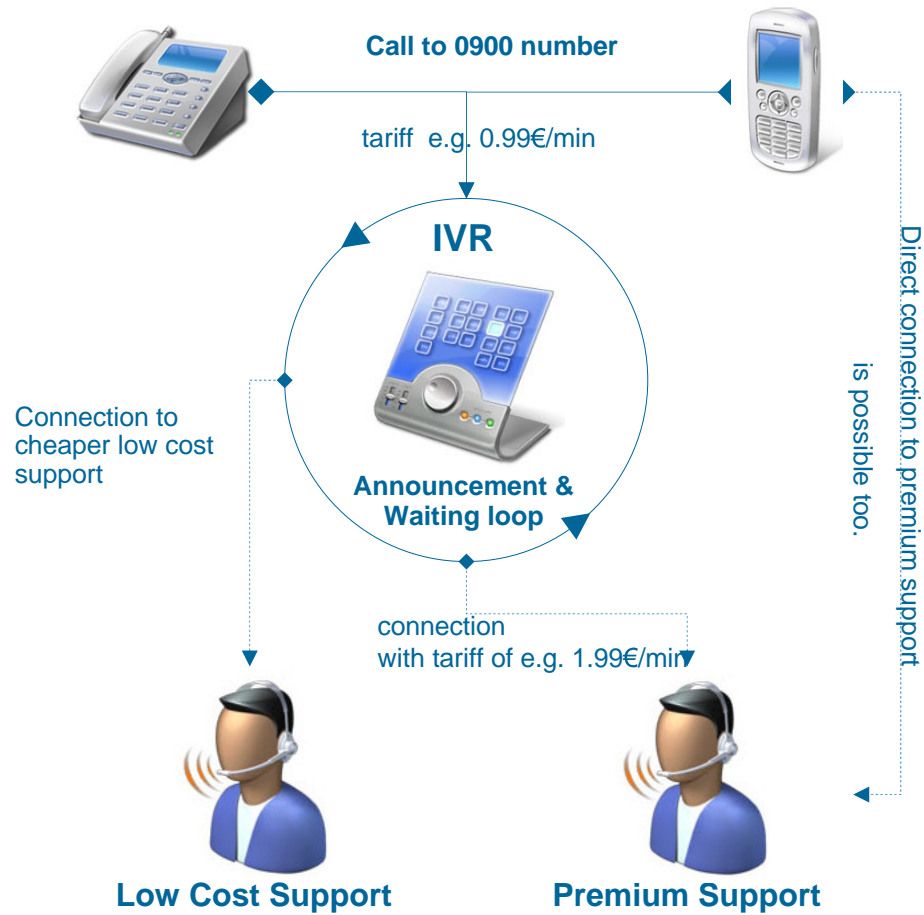 Call to 0900 number
tariff e.g. 0.99€/min
IVR
Announcement &
Waiting loop
Connection to
cheaper low cost
support
Direct connection to premium support
is possible too.
connection
with tariff of e.g. 1.99€/min
Low Cost Support
Premium Support